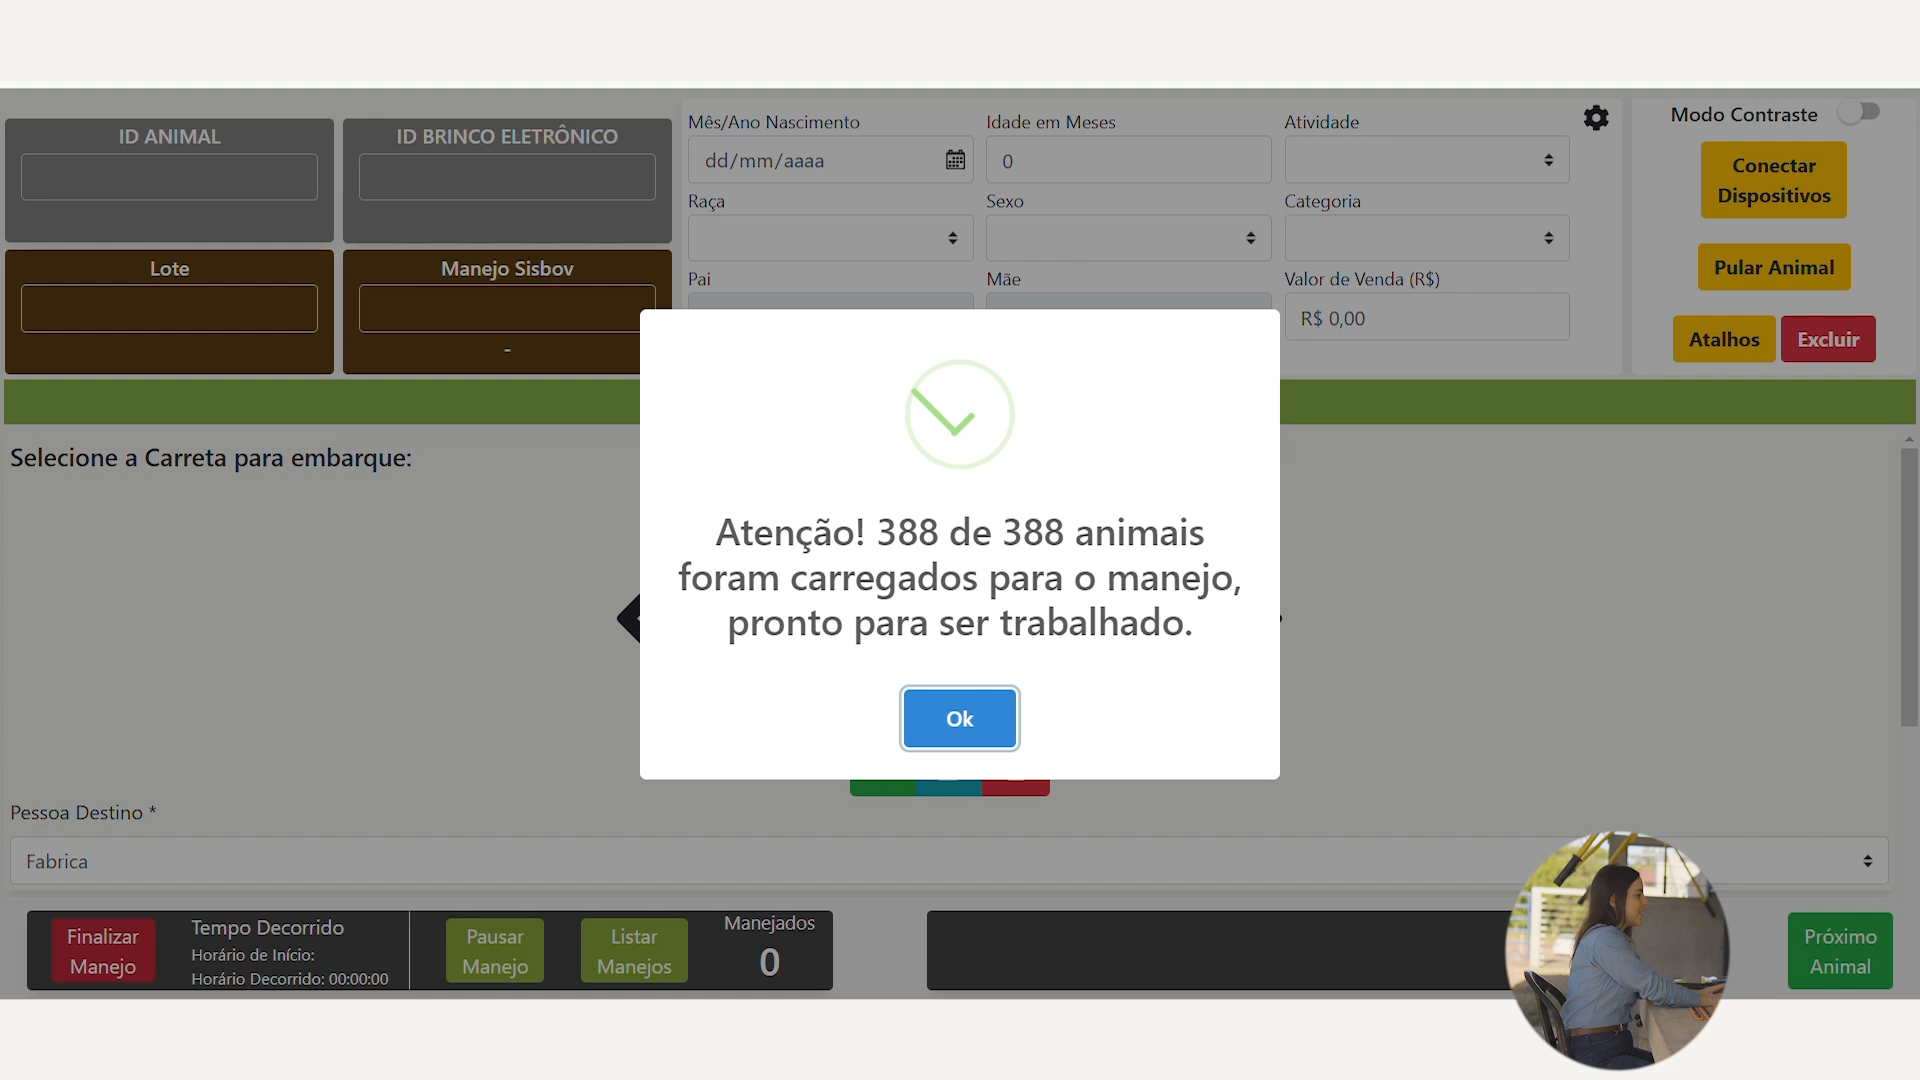 ID ANIMAL
ID BRINCO ELETRÔNICO
Lote
Manejo Sisbov
-
Mês/Ano Nascimento
Idade em Meses
Atividade
dd/mm/aaaa
0
Raça
Sexo
Categoria
Pai
Mãe
Valor de Venda (R$)
R$ 0,00
Modo Contraste
Conectar
Dispositivos
Pular Animal
Atalhos
Excluir
Selecione a Carreta para embarque:
Atenção! 388 de 388 animais
foram carregados para o manejo,
pronto para ser trabalhado.
Ok
Pessoa Destino *
Fabrica
Finalizar
Manejo
Tempo Decorrido
Horário de Início:
Horário Decorrido: 00:00:00
Pausar
Manejo
Listar
Manejos
Manejados
0
Próximo
Animal